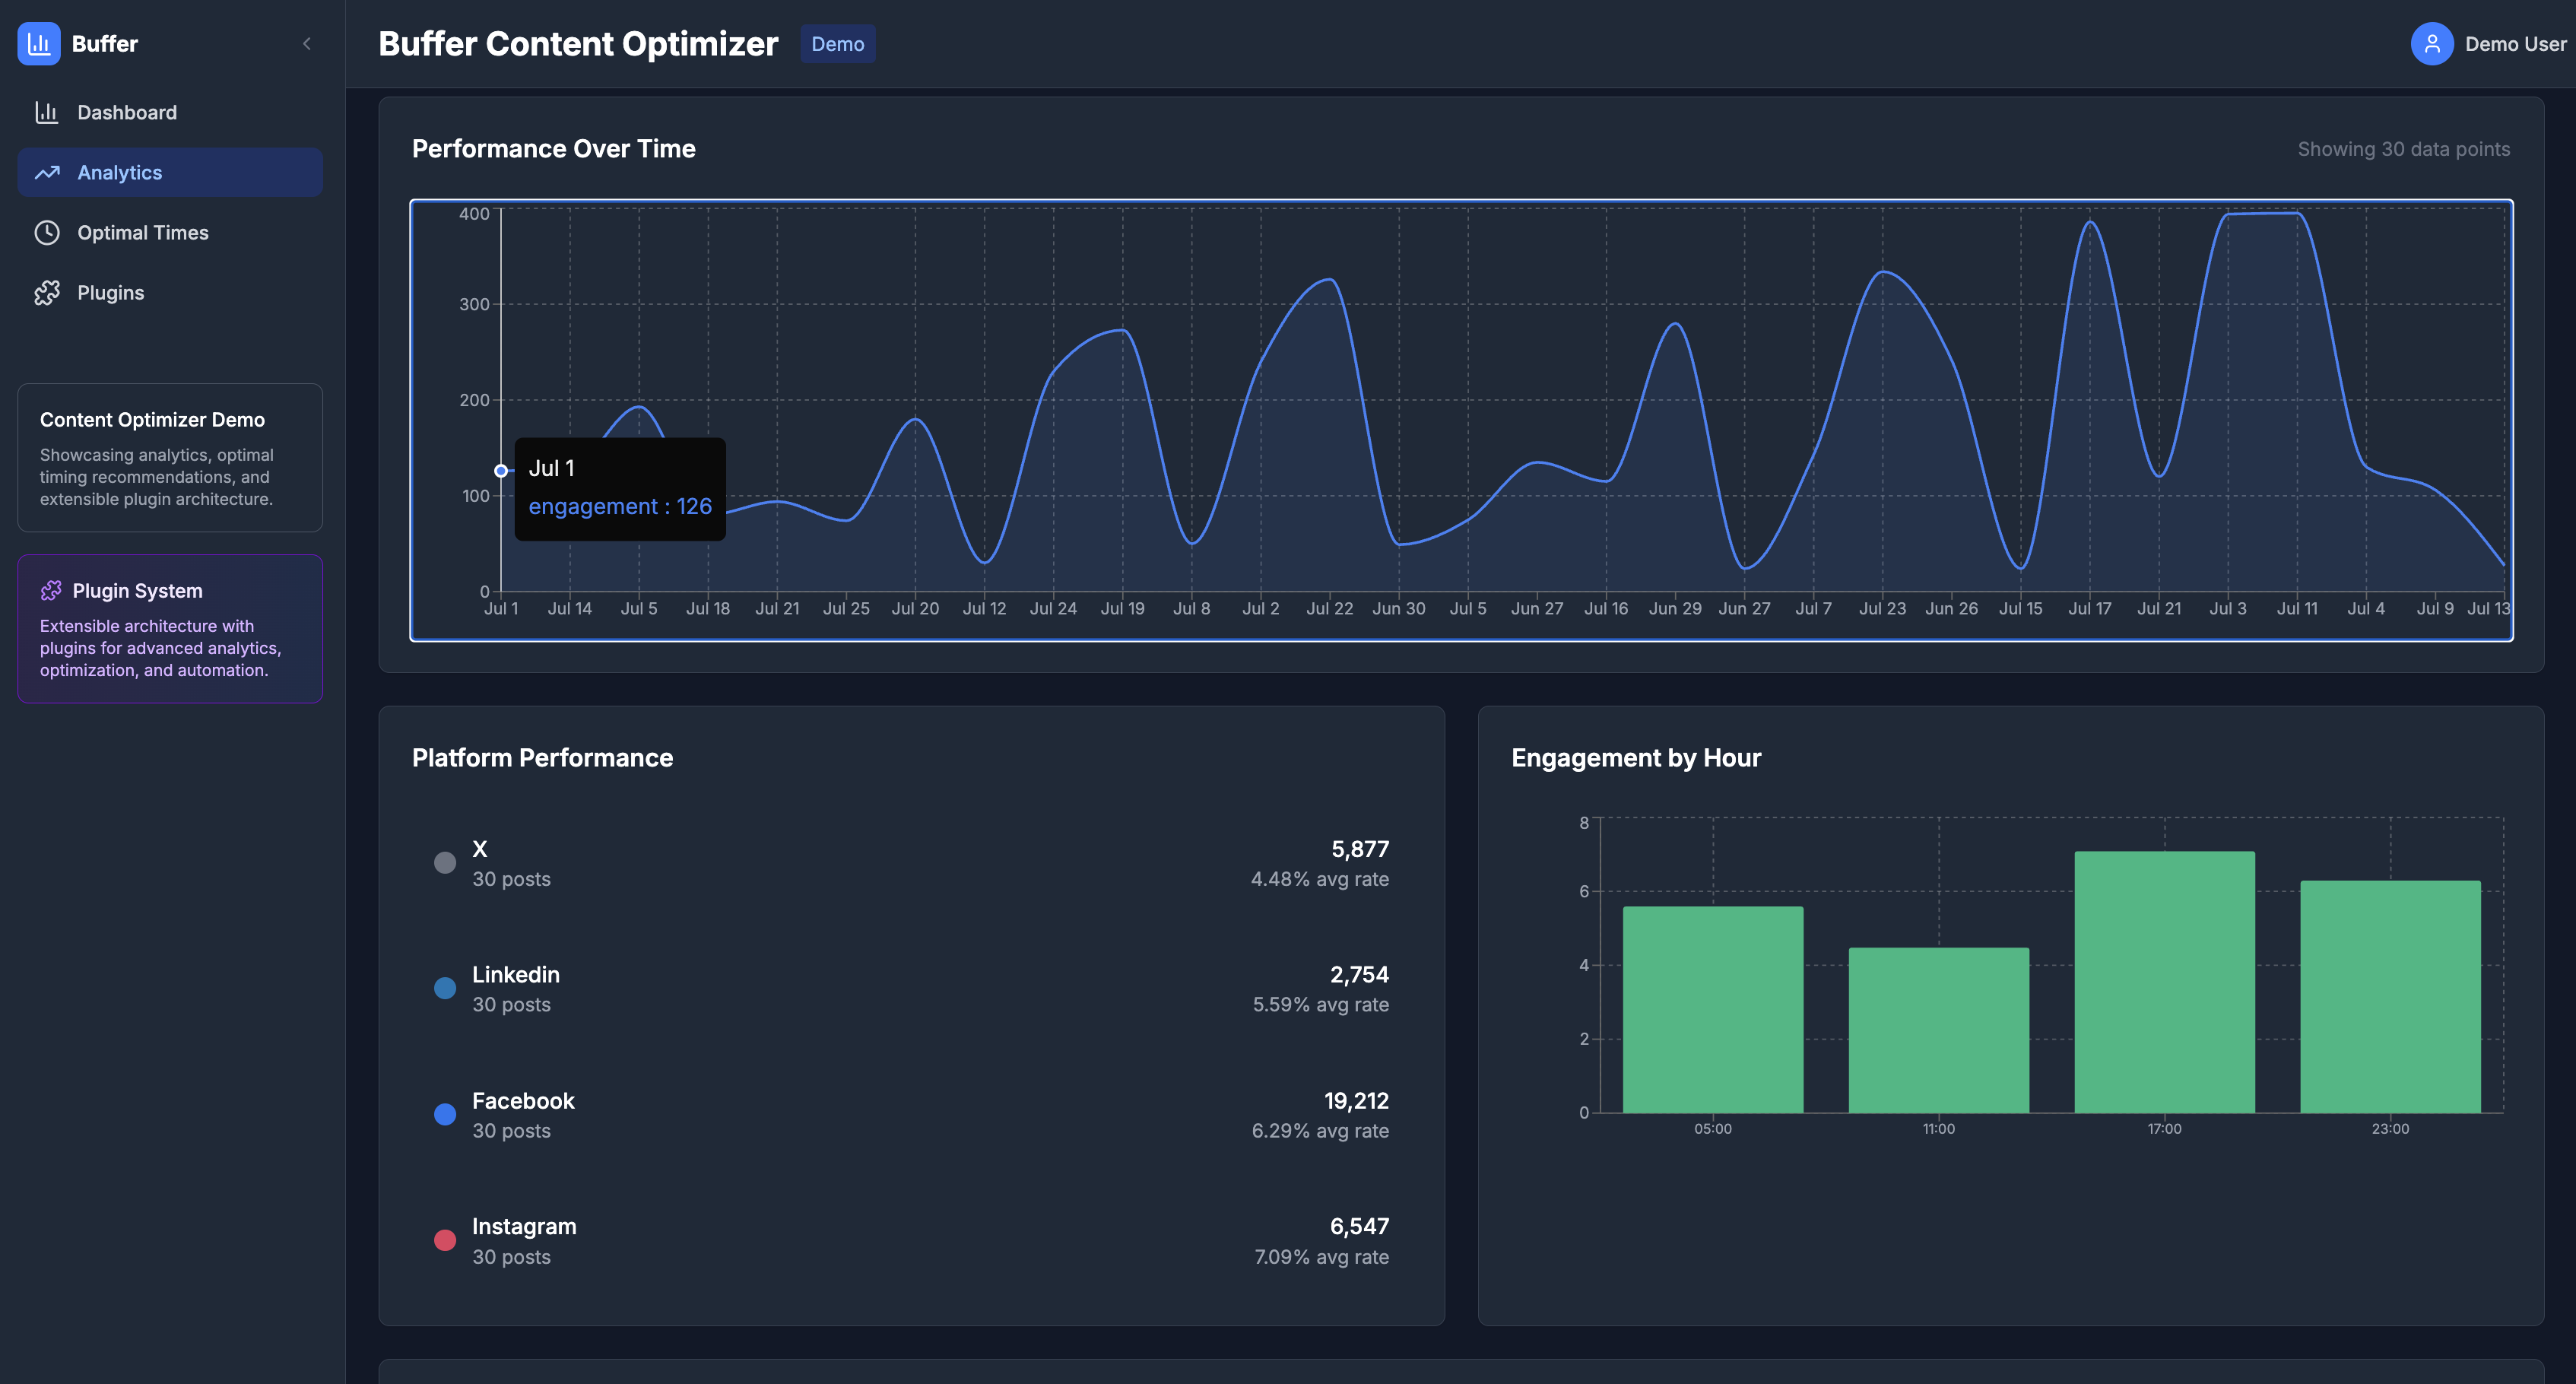 Buffer
Dashboard
Analytics
Optimal Times
Plugins
Content Optimizer Demo
Showcasing analytics, optimal
timing recommendations, and
extensible plugin architecture.
Plugin System
Extensible architecture with
plugins for advanced analytics,
optimization, and automation.
Buffer Content Optimizer Demo
Demo User
Performance Over Time
Showing 30 data points
400
300
200
100
0
Jul 1
engagement : 126
Jul 1 Jul 14 Jul 5 Jul 18 Jul 21 Jul 25 Jul 20 Jul 12 Jul 24 Jul 19 Jul 8 Jul 2 Jul 22 Jun 30 Jul 5 Jun 27 Jul 16 Jun 29 Jun 27 Jul 7 Jul 23 Jun 26 Jul 15 Jul 17 Jul 21 Jul 3 Jul 11 Jul 4 Jul 9 Jul 13
Platform Performance
X 5,877
30 posts 4.48% avg rate
Linkedin 2,754
30 posts 5.59% avg rate
Facebook 19,212
30 posts 6.29% avg rate
Instagram 6,547
30 posts 7.09% avg rate
Engagement by Hour
8
6
4
2
0
05:00 11:00 17:00 23:00